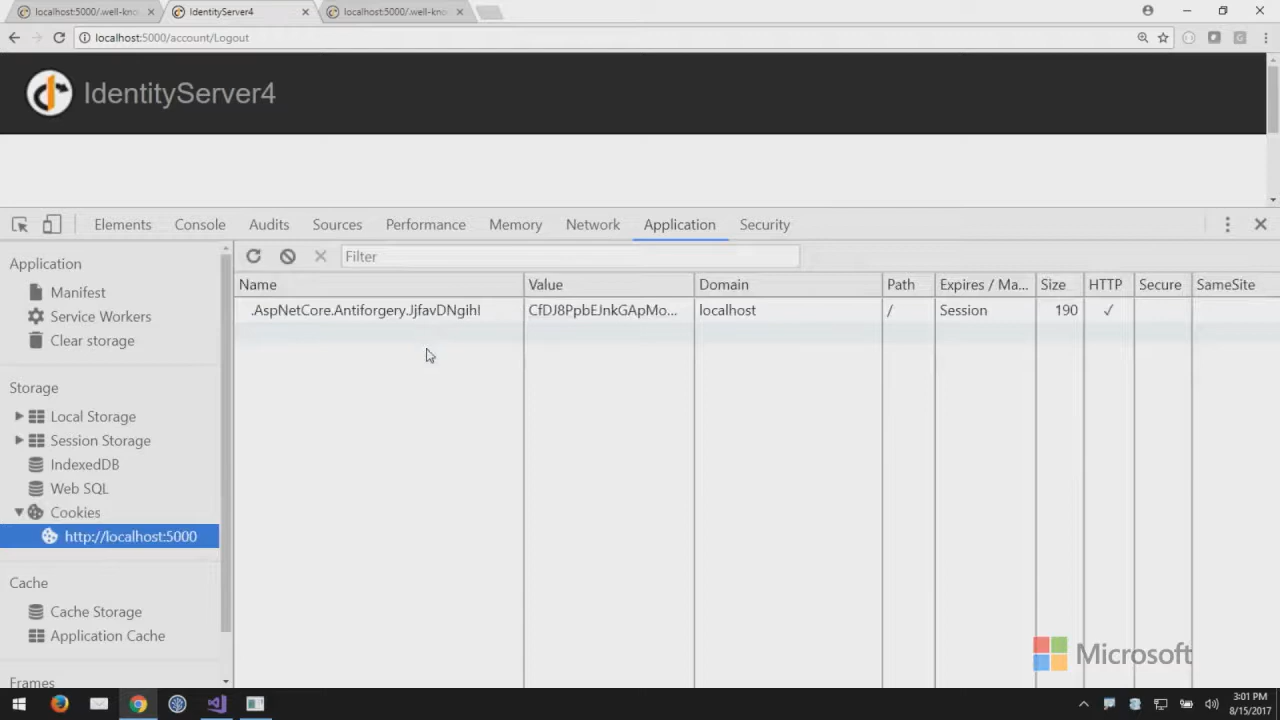 localhost:5000/.well-kno
IdentityServer4
localhost:5000/.well-kno
localhost:5000/account/Logout
IdentityServer4
Elements Console Audits Sources Performance Memory Network Application Security
Application
Manifest
Service Workers
Clear storage
Storage
Local Storage
Session Storage
IndexedDB
Web SQL
Cookies
http://localhost:5000
Cache
Cache Storage
Application Cache
Frames
Filter
Name Value Domain Path Expires / Ma... Size HTTP Secure SameSite
.AspNetCore.Antiforgery.JjfavDNgihI CfDJ8PpbEJnkGApMo... localhost / Session 190 ✓
Microsoft
3:01 PM
8/15/2017